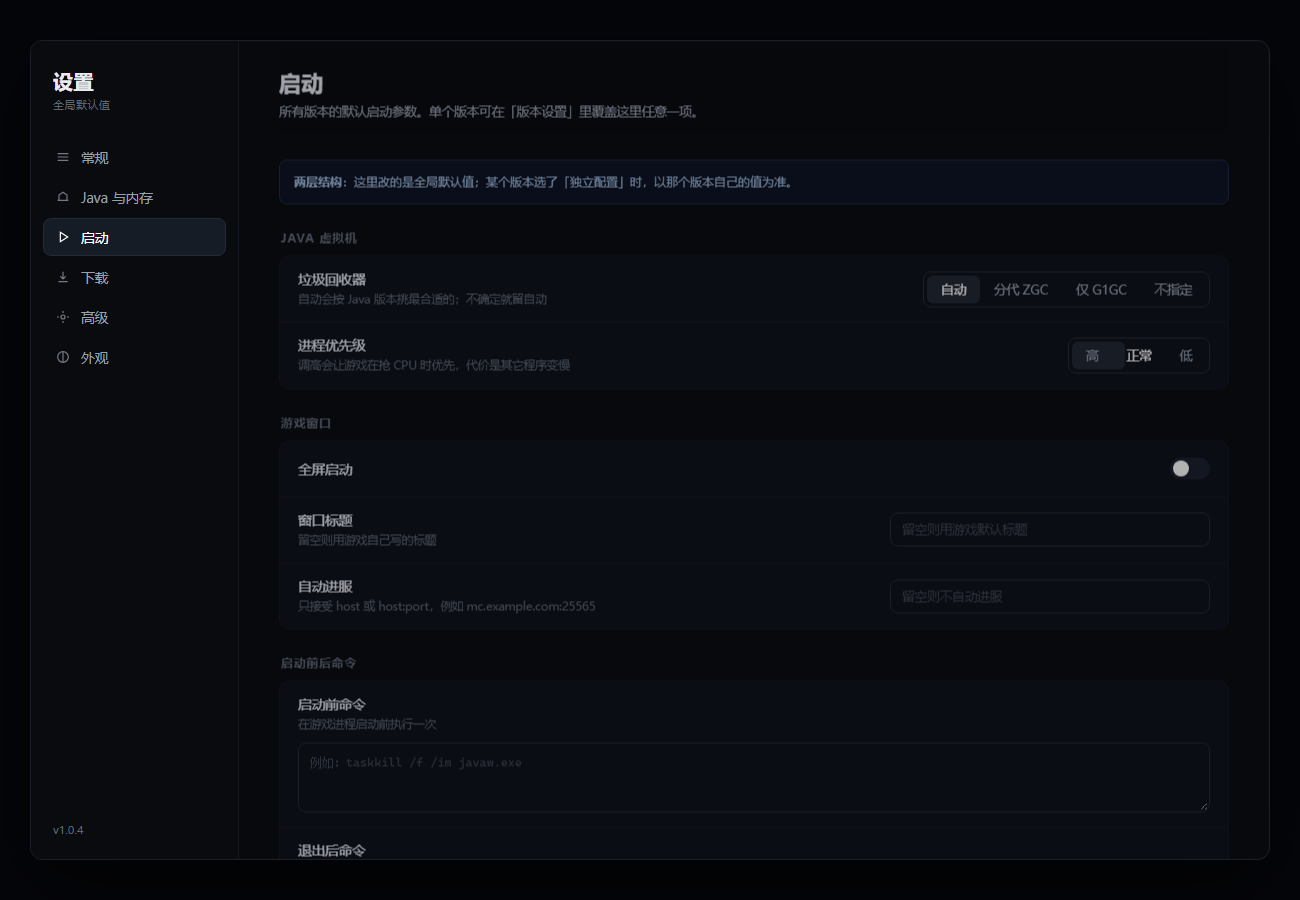 设置
全局默认值
常规
Java 与内存
启动
下载
高级
外观
v1.0.4
启动
所有版本的默认启动参数。单个版本可在「版本设置」里覆盖这里任意一项。
两层结构：这里改的是全局默认值；某个版本选了「独立配置」时，以那个版本自己的值为准。
JAVA 虚拟机
垃圾回收器
自动会按 Java 版本挑最合适的；不确定就留自动
自动 分代 ZGC 仅 G1GC 不指定
进程优先级
调高会让游戏在抢 CPU 时优先，代价是其它程序变慢
高 正常 低
游戏窗口
全屏启动
窗口标题
留空则用游戏自己写的标题
留空则用游戏默认标题
自动进服
只接受 host 或 host:port，例如 mc.example.com:25565
留空则不自动进服
启动前后命令
启动前命令
在游戏进程启动前执行一次
例如: taskkill /f /im javaw.exe
退出后命令